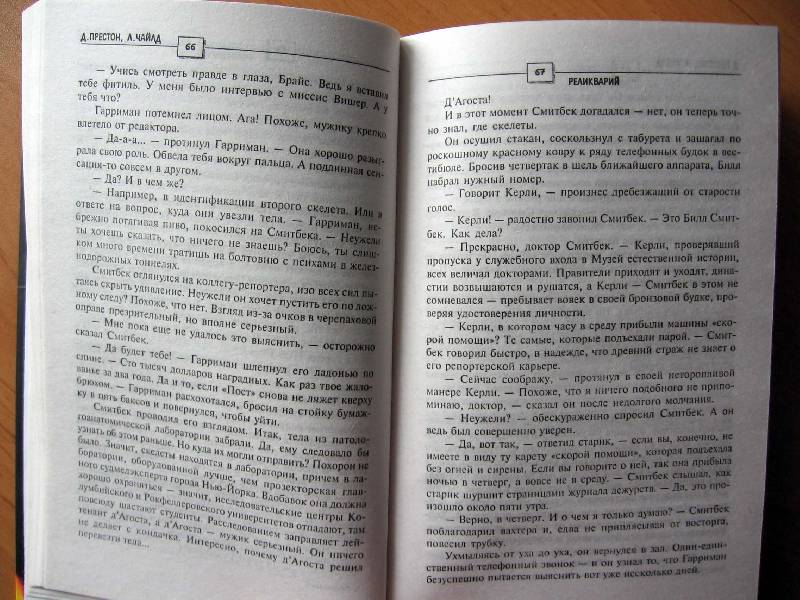 Д.ПРЕСТОН, Л.ЧАЙЛД
66
— Учись смотреть правде в глаза, Брайс. Ведь я вставил
тебе фитиль. У меня было интервью с миссис Вишер. А у
тебя что?
Гарриман потемнел лицом. Ага! Похоже, мужику крепко
влетело от редактора.
— Да-а-а... — протянул Гарриман. — Она хорошо разыг-
рала свою роль. Обвела тебя вокруг пальца. А подлинная сен-
сация-то совсем в другом.
— Да? И в чем же?
— Например, в идентификации второго скелета. Или в
ответе на вопрос, куда они увезли тела. — Гарриман, не-
брежно потягивая пиво, покосился на Смитбека. — Неужели
ты хочешь сказать, что ничего не знаешь? Боюсь, ты слиш-
ком много времени тратишь на болтовню с психами в желез-
нодорожных тоннелях.
Смитбек оглянулся на коллегу-репортера, изо всех сил пы-
таясь скрыть удивление. Неужели он хочет пустить его по лож-
ному следу? Похоже, что нет. Взгляд из-за очков в черепаховой
оправе презрительный, но вполне серьезный.
— Мне пока еще не удалось это выяснить, — осторожно
сказал Смитбек.
— Да будет тебе! — Гарриман шлепнул его ладонью по
спине. — Сто тысяч долларов наградных. Как раз твое жало-
ванье за два года. Да и то, если «Пост» снова не ляжет кверху
брюхом. — Гарриман расхохотался, бросил на стойку бумаж-
ку в пять баксов и повернулся, чтобы уйти.
Смитбек проводил его взглядом. Итак, тела из патоло-
гоанатомической лаборатории забрали. Да, ему следовало бы
узнать об этом раньше. Но куда их могли отправить? Похорон не
было. Значит, скелеты находятся в лаборатории, причем в ла-
боратории, оборудованной лучше, чем прозекторская глав-
ного судмедэксперта города Нью-Йорка. Вдобавок она должна
хорошо охраняться — значит, исследовательские центры Ко-
лумбийского и Рокфеллеровского университетов отпадают, там
повсюду шастают студенты. Расследованием заправляет лей-
тенант д'Агоста, а д'Агоста — мужик серьезный. Он ничего
не делает с кондачка. Интересно, почему д'Агоста решил
перевезти тела...
67
РЕЛИКВАРИЙ
Д'Агоста!
И в этот момент Смитбек догадался — нет, он теперь точ-
но знал, где скелеты.
Он осушил стакан, соскользнул с табурета и зашагал по
роскошному красному ковру к ряду телефонных будок в вес-
тибюле. Бросив четвертак в щель ближайшего аппарата, Билл
набрал нужный номер.
— Говорит Керли, — произнес дребезжащий от старости
голос.
— Керли! — радостно завопил Смитбек. — Это Билл Смит-
бек. Как дела?
— Прекрасно, доктор Смитбек. — Керли, проверявший
пропуска у служебного входа в Музей естественной истории,
всех величал докторами. Правители приходят и уходят, динас-
тии возвышаются и рушатся, а Керли — Смитбек в этом не
сомневался — пребывает вовек в своей бронзовой будке, про-
веряя удостоверения личности.
— Керли, в котором часу в среду прибыли машины «ско-
рой помощи»? Те самые, которые подъехали парой. — Смит-
бек говорил быстро, в надежде, что древний страж не знает о
его репортерской карьере.
— Сейчас соображу, — протянул в своей неторопливой
манере Керли. — Похоже, что я ничего подобного не припо-
минаю, доктор, — сказал он после недолгого молчания.
— Неужели? — обескураженно спросил Смитбек. А он
ведь был совершенно уверен.
— Да, вот так, — ответил старик, — если вы, конечно, не
имеете в виду ту карету «скорой помощи», которая подъехала
без огней и сирены. Если вы говорите о ней, так она прибыла
ночью в четверг, а вовсе не в среду. — Смитбек слышал, как
старик шуршит страницами журнала дежурств. — Да, это про-
изошло около пяти утра.
— Верно, в четверг. И о чем я только думаю? — Смитбек
поблагодарил вахтера и, едва не приплясывая от восторга,
повесил трубку.
Ухмыляясь от уха до уха, он вернулся в зал. Один-един-
ственный телефонный звонок — и он узнал то, что Гарриман
безуспешно пытается выяснить вот уже несколько дней.